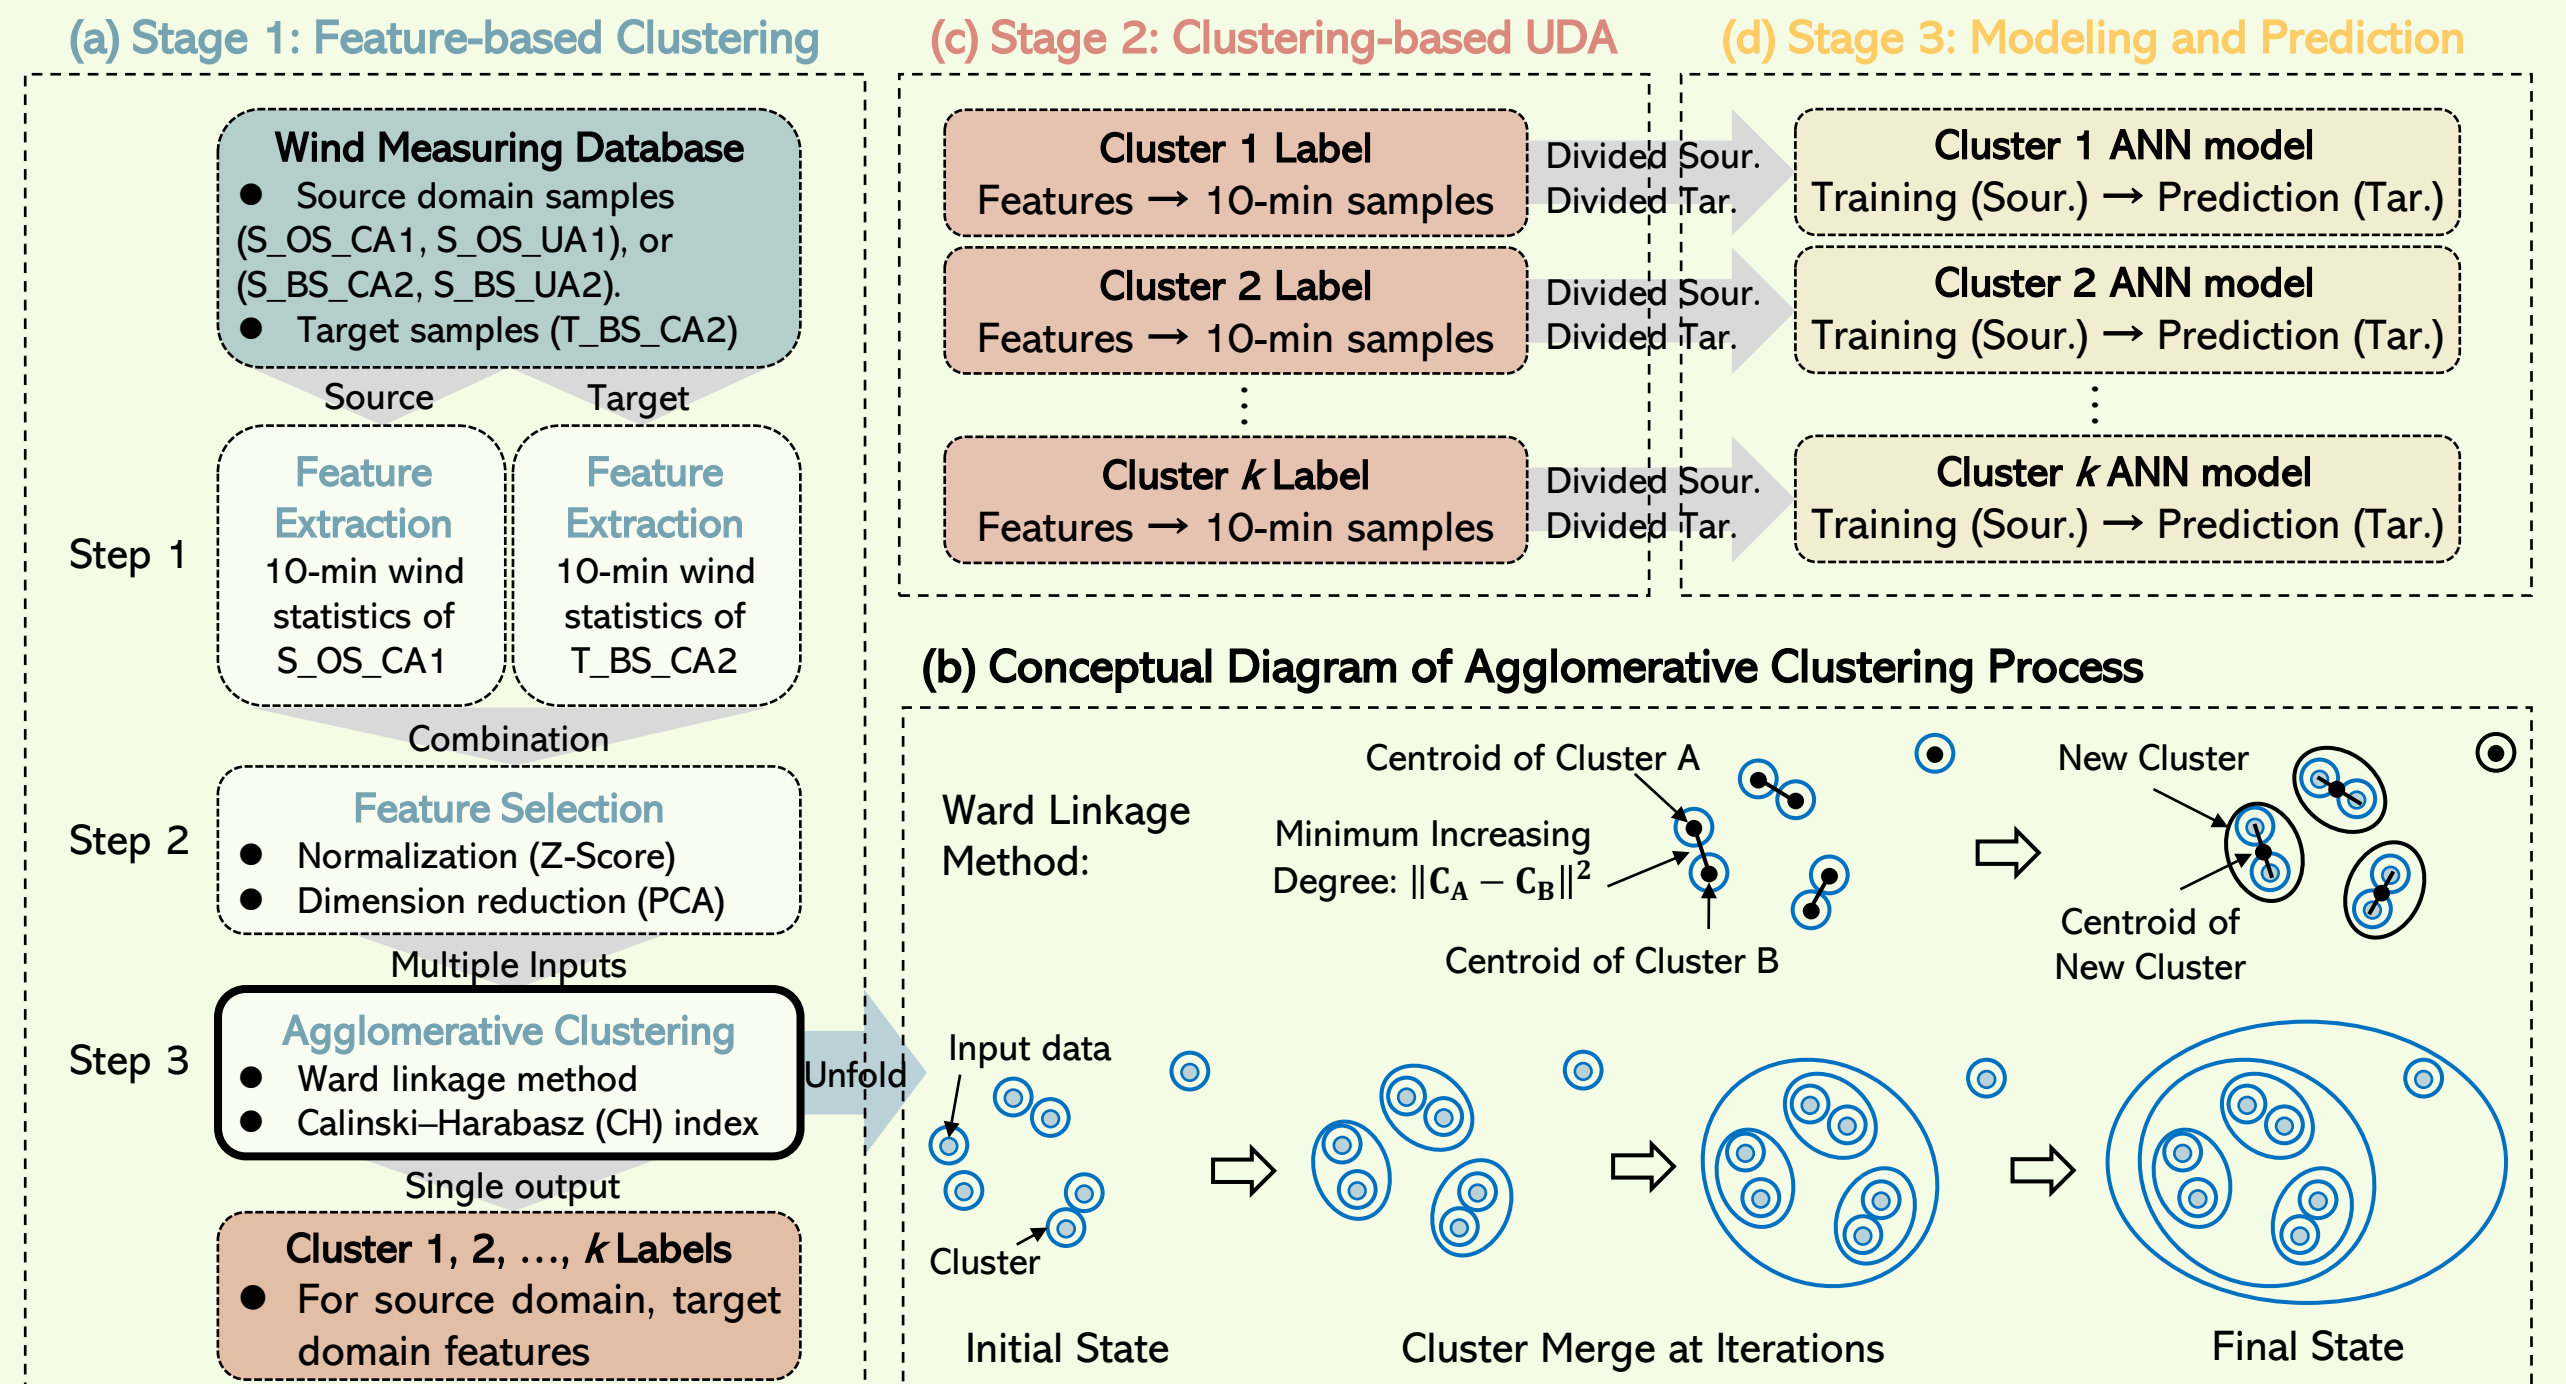 (a) Stage 1: Feature-based Clustering
Wind Measuring Database
● Source domain samples
(S_OS_CA1, S_OS_UA1), or
(S_BS_CA2, S_BS_UA2).
● Target samples (T_BS_CA2)
Source
Target
Step 1
Feature
Extraction
10-min wind
statistics of
S_OS_CA1
Feature
Extraction
10-min wind
statistics of
T_BS_CA2
Combination
Step 2
Feature Selection
● Normalization (Z-Score)
● Dimension reduction (PCA)
Multiple Inputs
Step 3
Agglomerative Clustering
● Ward linkage method
● Calinski–Harabasz (CH) index
Unfold
Single output
Cluster 1, 2, …, k Labels
● For source domain, target
domain features
(c) Stage 2: Clustering-based UDA
Cluster 1 Label
Features → 10-min samples
Divided Sour.
Divided Tar.
Cluster 2 Label
Features → 10-min samples
Divided Sour.
Divided Tar.
⋮
Cluster k Label
Features → 10-min samples
Divided Sour.
Divided Tar.
(d) Stage 3: Modeling and Prediction
Cluster 1 ANN model
Training (Sour.) → Prediction (Tar.)
Cluster 2 ANN model
Training (Sour.) → Prediction (Tar.)
⋮
Cluster k ANN model
Training (Sour.) → Prediction (Tar.)
(b) Conceptual Diagram of Agglomerative Clustering Process
Ward Linkage
Method:
Centroid of Cluster A
Minimum Increasing
Degree: ‖C_A − C_B‖²
Centroid of Cluster B
New Cluster
Centroid of
New Cluster
Input data
Cluster
Initial State
Cluster Merge at Iterations
Final State